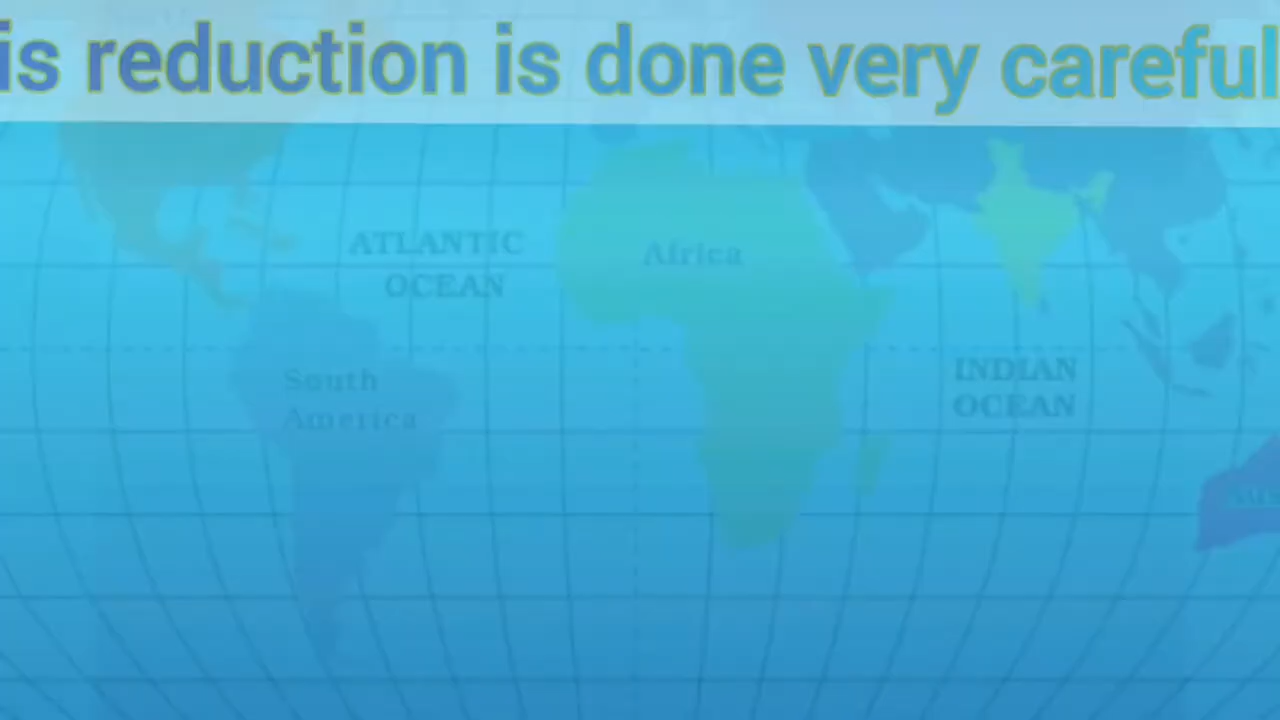 is reduction is done very careful
ATLANTIC
OCEAN
Africa
South
America
INDIAN
OCEAN